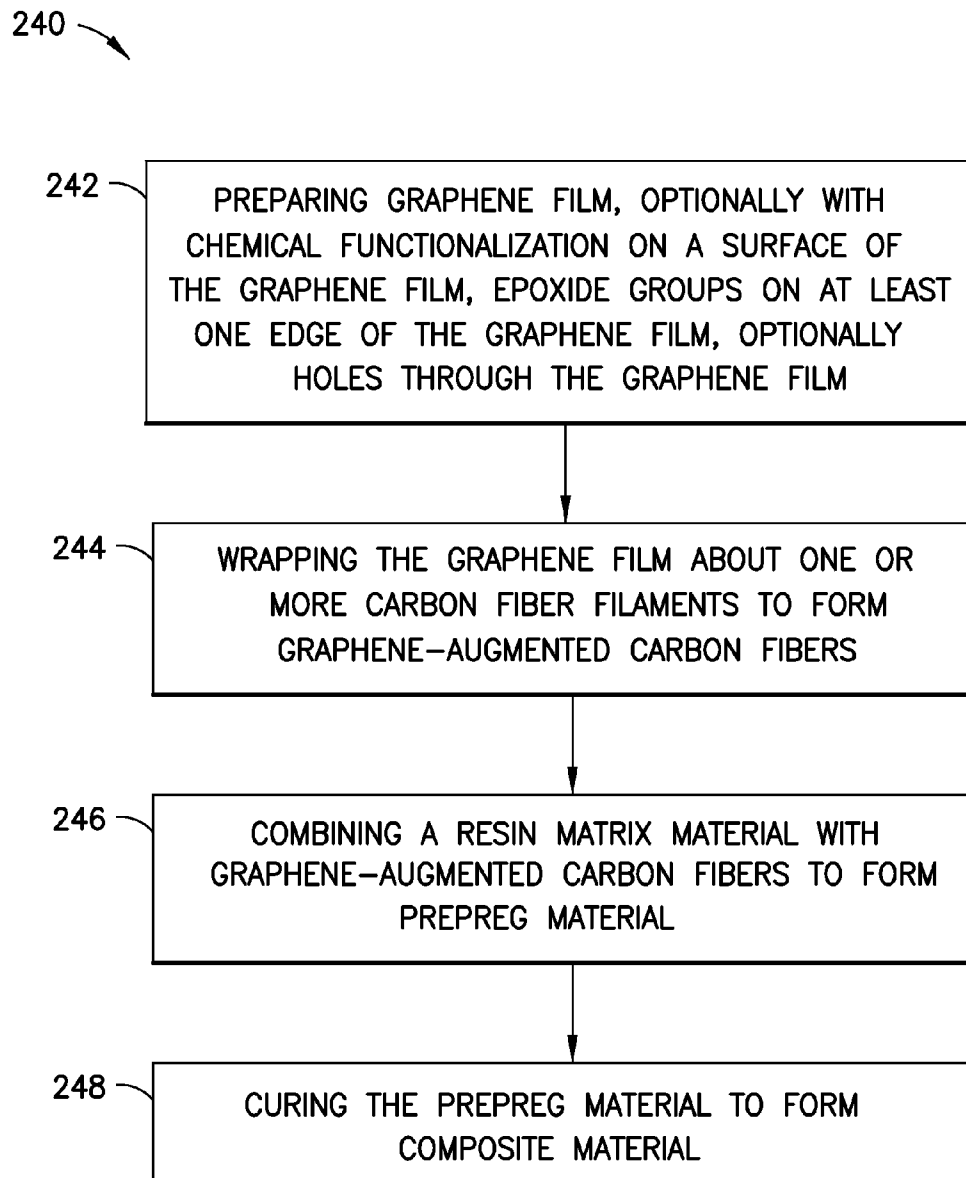 240
242
PREPARING GRAPHENE FILM, OPTIONALLY WITH
CHEMICAL FUNCTIONALIZATION ON A SURFACE OF
THE GRAPHENE FILM, EPOXIDE GROUPS ON AT LEAST
ONE EDGE OF THE GRAPHENE FILM, OPTIONALLY
HOLES THROUGH THE GRAPHENE FILM
244
WRAPPING THE GRAPHENE FILM ABOUT ONE OR
MORE CARBON FIBER FILAMENTS TO FORM
GRAPHENE-AUGMENTED CARBON FIBERS
246
COMBINING A RESIN MATRIX MATERIAL WITH
GRAPHENE-AUGMENTED CARBON FIBERS TO FORM
PREPREG MATERIAL
248
CURING THE PREPREG MATERIAL TO FORM
COMPOSITE MATERIAL